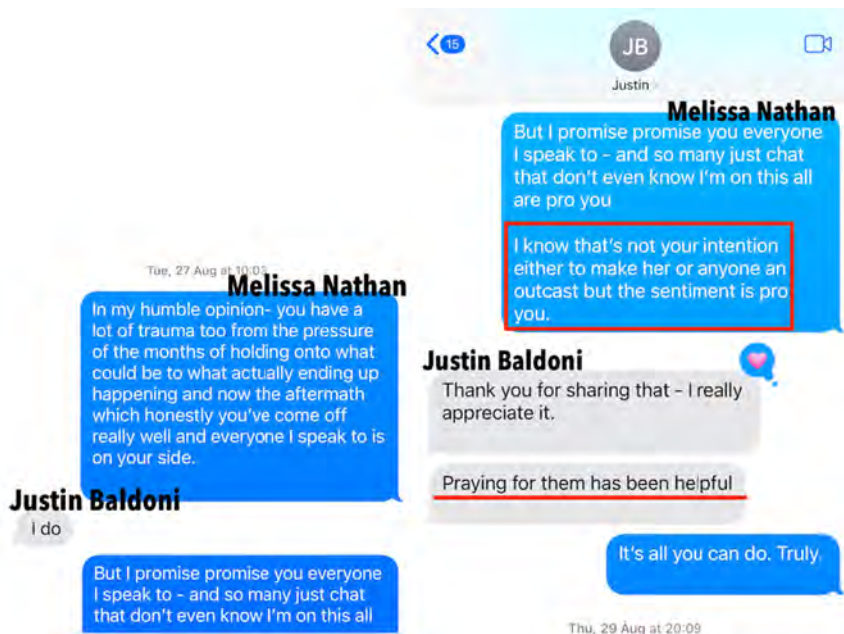 Tue, 27 Aug at 10:03
Melissa Nathan
In my humble opinion- you have a
lot of trauma too from the pressure
of the months of holding onto what
could be to what actually ending up
happening and now the aftermath
which honestly you've come off
really well and everyone I speak to is
on your side.
Justin Baldoni
I do
But I promise promise you everyone
I speak to - and so many just chat
that don't even know I'm on this all
15
JB
Justin
Melissa Nathan
But I promise promise you everyone
I speak to - and so many just chat
that don't even know I'm on this all
are pro you
I know that's not your intention
either to make her or anyone an
outcast but the sentiment is pro
you.
Justin Baldoni
Thank you for sharing that - I really
appreciate it.
Praying for them has been helpful
It's all you can do. Truly
Thu, 29 Aug at 20:09